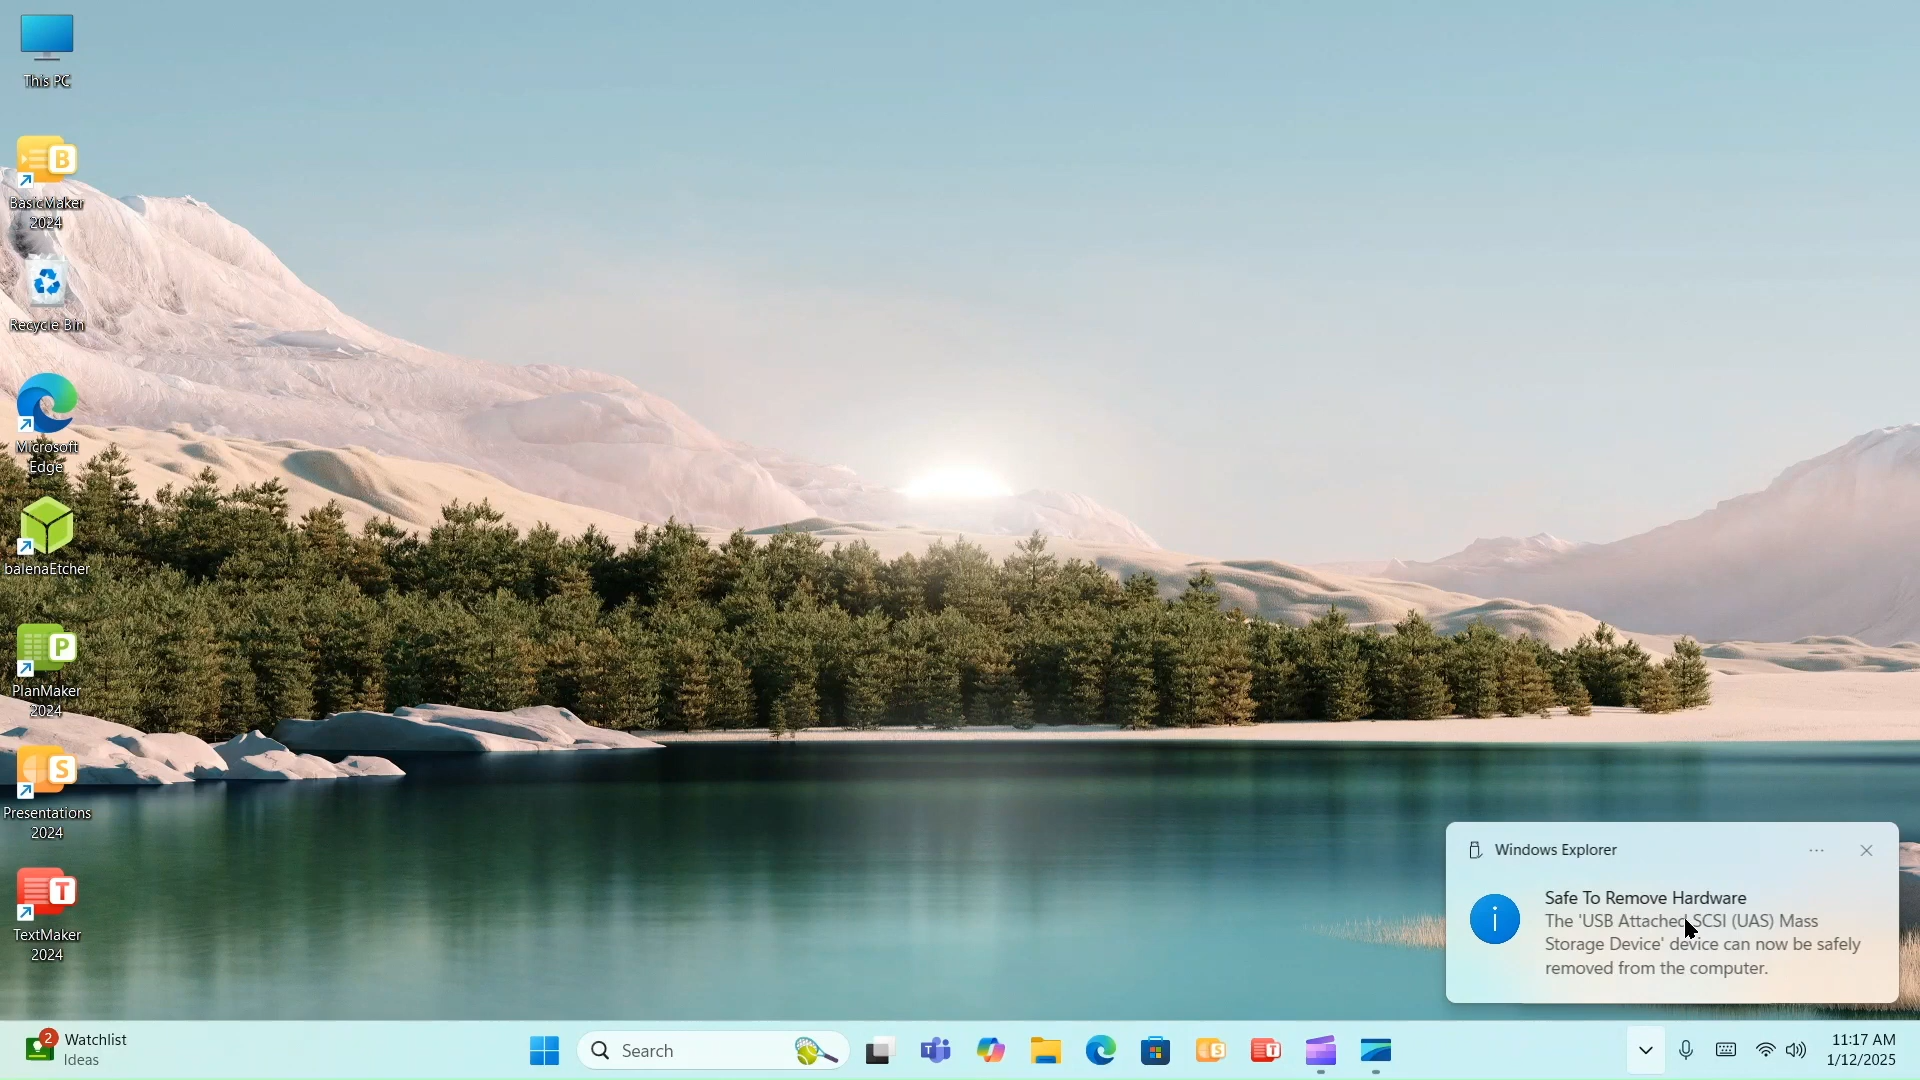 This PC
BasicMaker
2024
Recycle Bin
Microsoft
Edge
balenaEtcher
PlanMaker
2024
Presentations
2024
TextMaker
2024
Windows Explorer
Safe To Remove Hardware
The 'USB Attached SCSI (UAS) Mass
Storage Device' device can now be safely
removed from the computer.
2
Watchlist
Ideas
Search
11:17 AM
1/12/2025
B
P
S
T